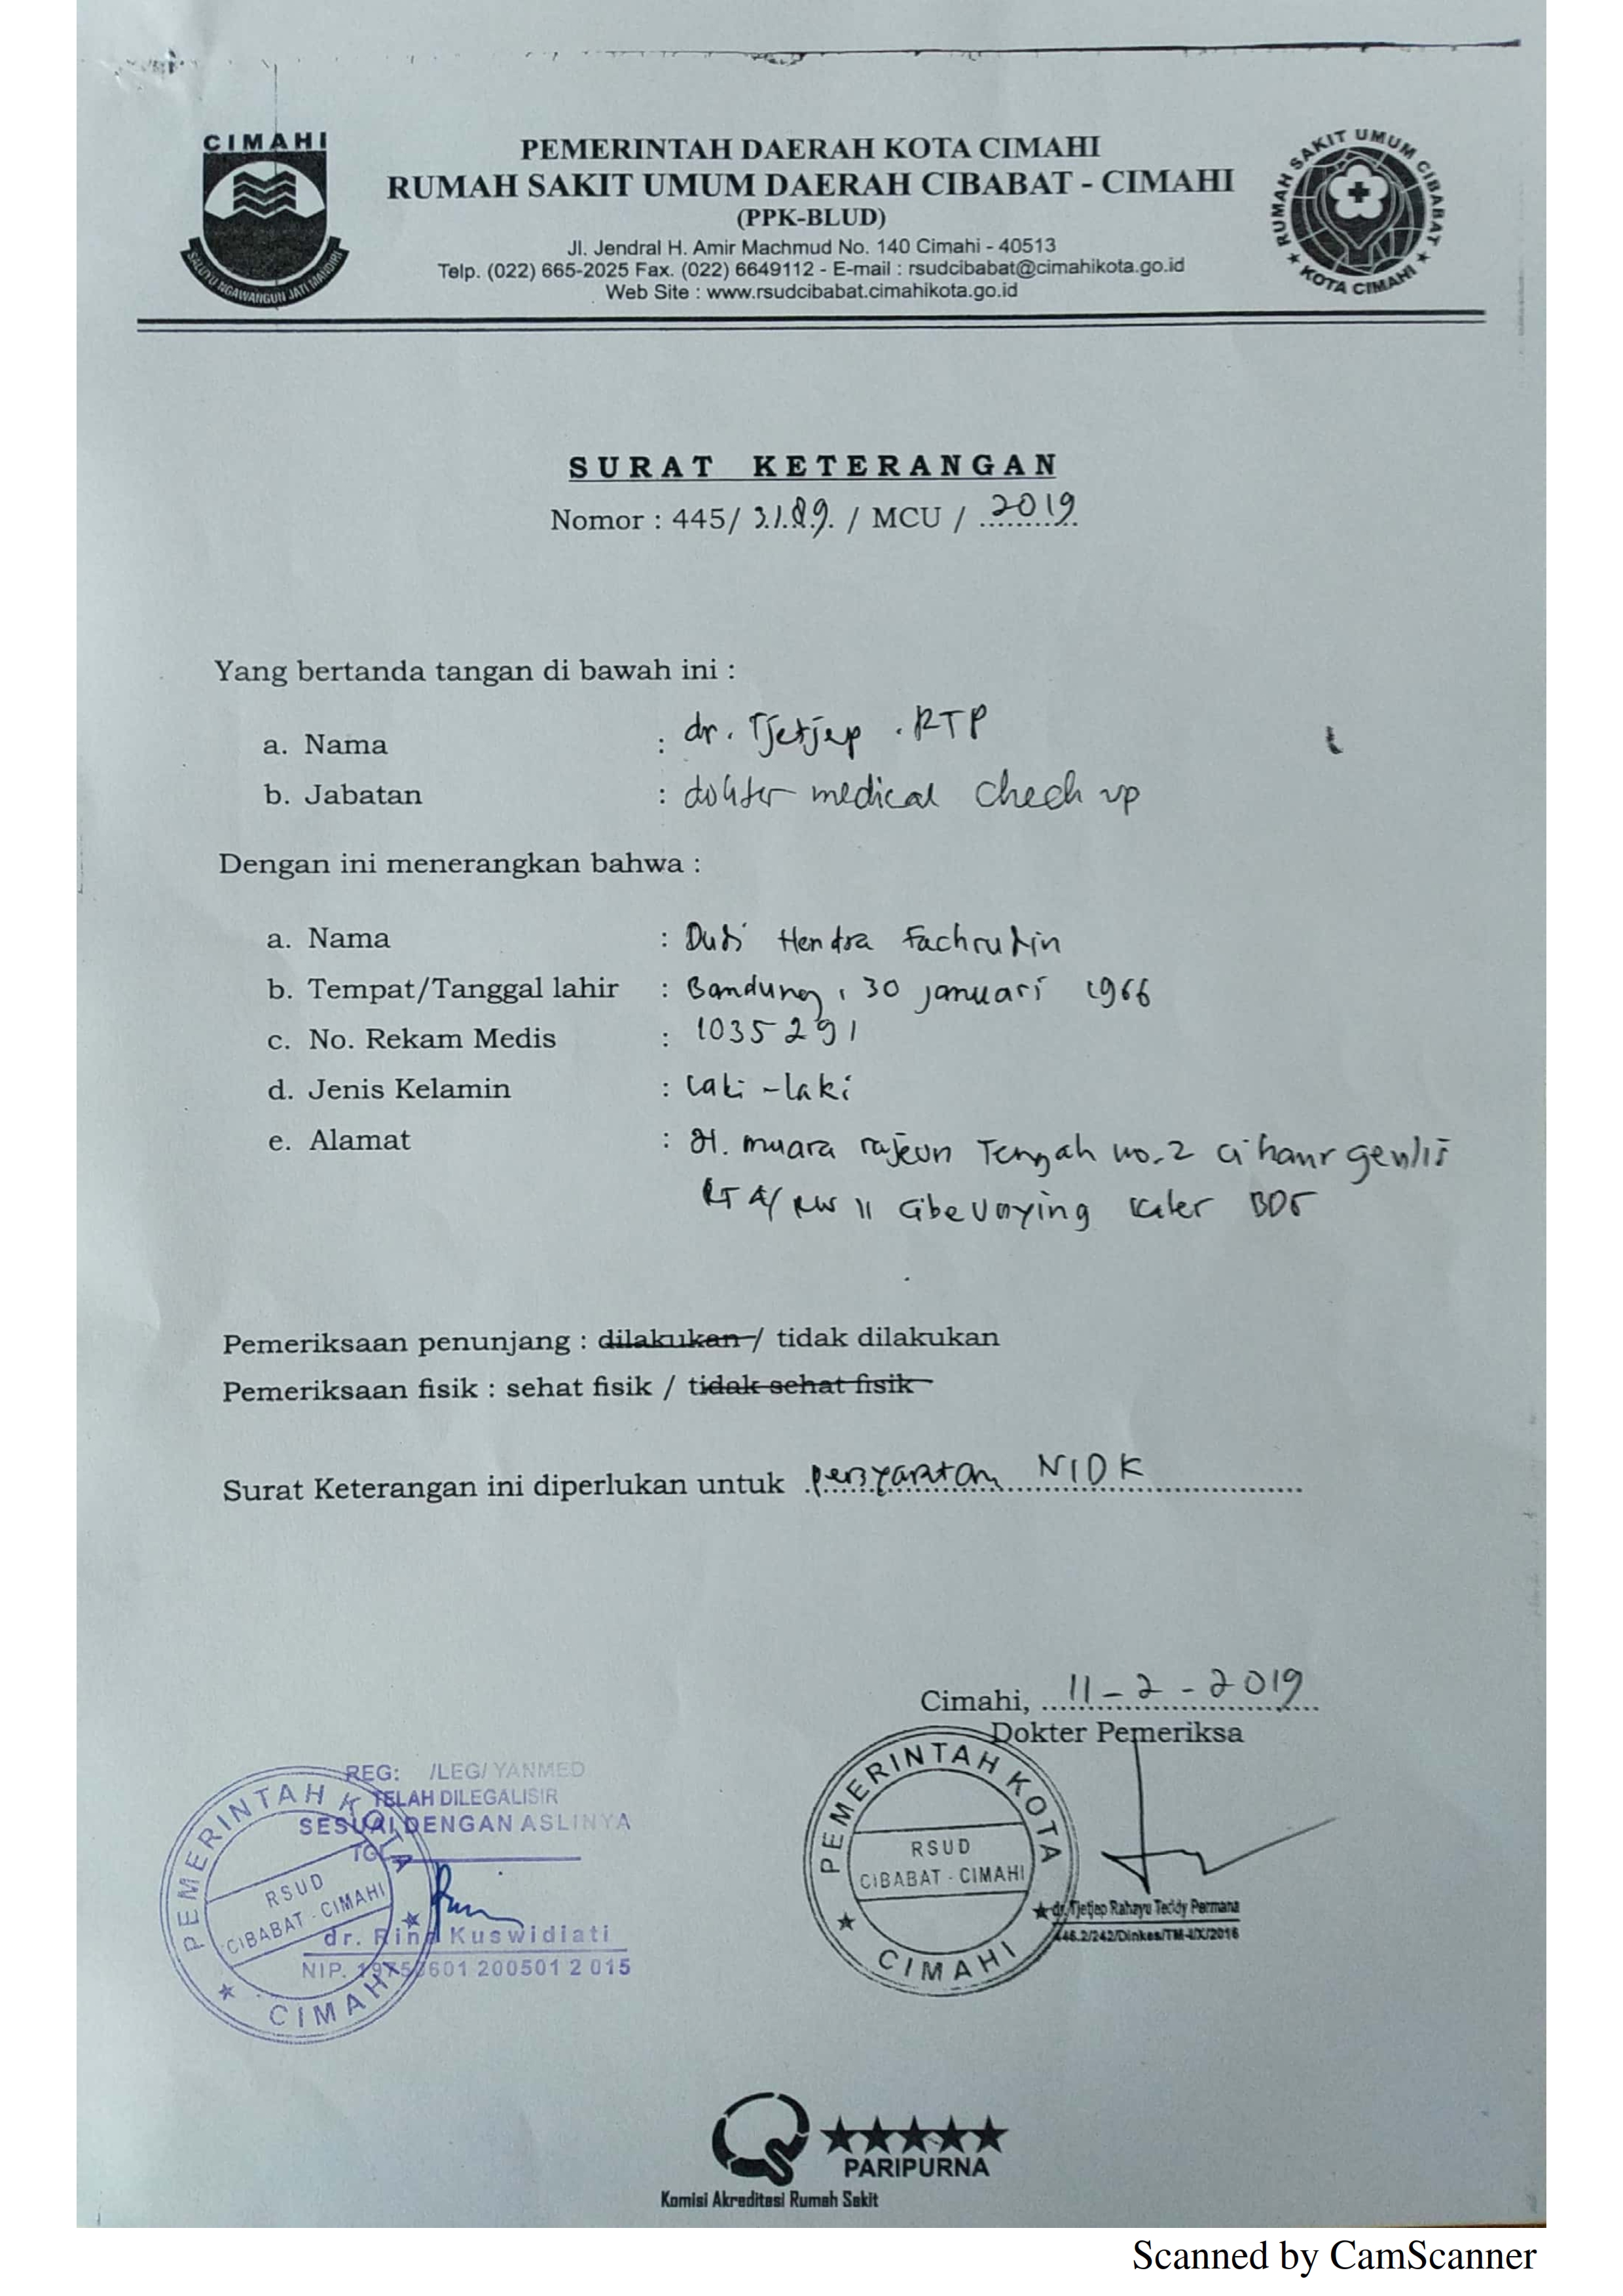 CIMAHI
SALUYU NGAWANGUN JATI MANDIRI
PEMERINTAH DAERAH KOTA CIMAHI
RUMAH SAKIT UMUM DAERAH CIBABAT - CIMAHI
(PPK-BLUD)
Jl. Jendral H. Amir Machmud No. 140 Cimahi - 40513
Telp. (022) 665-2025 Fax. (022) 6649112 - E-mail : rsudcibabat@cimahikota.go.id
Web Site : www.rsudcibabat.cimahikota.go.id
RUMAH SAKIT UMUM CIBABAT
KOTA CIMAHI
SURAT KETERANGAN
Nomor : 445/ 3189 / MCU / 2019
Yang bertanda tangan di bawah ini :
a. Nama : dr. Tjetjep . RTP
b. Jabatan : dokter medical check up
Dengan ini menerangkan bahwa :
a. Nama : Dudi Hendra Fachrudin
b. Tempat/Tanggal lahir : Bandung, 30 januari 1966
c. No. Rekam Medis : 1035291
d. Jenis Kelamin : Laki-laki
e. Alamat : Jl. muara rajeun Tengah no.2 cihaur geulis
RT 4/ RW 11 Cibeunying Kaler BDG
Pemeriksaan penunjang : dilakukan / tidak dilakukan
Pemeriksaan fisik : sehat fisik / tidak sehat fisik
Surat Keterangan ini diperlukan untuk persyaratan NIDK
Cimahi, 11-2-2019
Dokter Pemeriksa
PEMERINTAH KOTA
RSUD
CIBABAT - CIMAHI
CIMAHI
dr. Tjetjep Rahayu Teddy Permana
446.2/242/Dinkes/TM-I/X/2016
REG: /LEG/ YANMED
TELAH DILEGALISIR
SESUAI DENGAN ASLINYA
TGL
PEMERINTAH KOTA
RSUD
CIBABAT - CIMAHI
CIMAHI
dr. Rina Kuswidiati
NIP. 601 200501 2 015
PARIPURNA
Komisi Akreditasi Rumah Sakit
Scanned by CamScanner